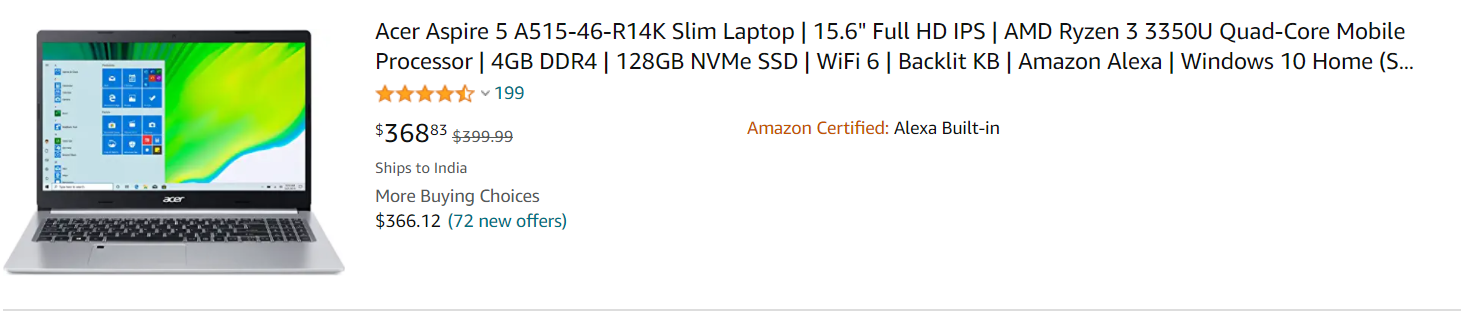 Acer Aspire 5 A515-46-R14K Slim Laptop | 15.6" Full HD IPS | AMD Ryzen 3 3350U Quad-Core Mobile
Processor | 4GB DDR4 | 128GB NVMe SSD | WiFi 6 | Backlit KB | Amazon Alexa | Windows 10 Home (S...
199
$36883 $399.99
Amazon Certified: Alexa Built-in
Ships to India
More Buying Choices
$366.12 (72 new offers)
acer